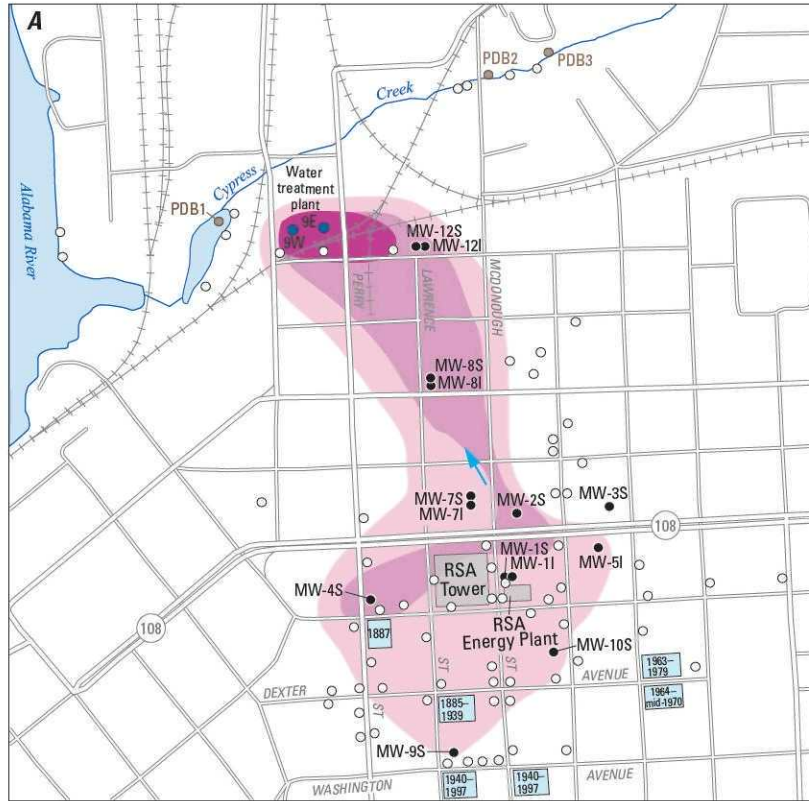 A
PDB2
PDB3
Creek
Cypress
Alabama River
PDB1
Water
treatment
plant
9E
9W
MW-12S
MW-12I
PERRY
LAWRENCE
MCDONOUGH
MW-8S
MW-8I
MW-7S
MW-7I
MW-2S
MW-3S
108
MW-1S
MW-1I
MW-5I
RSA
Tower
MW-4S
RSA
Energy Plant
108
1887
MW-10S
ST
ST
DEXTER
AVENUE
1963–
1979
1964–
mid-1970
ST
1885–
1939
MW-9S
WASHINGTON
1940–
1997
1940–
1997
AVENUE